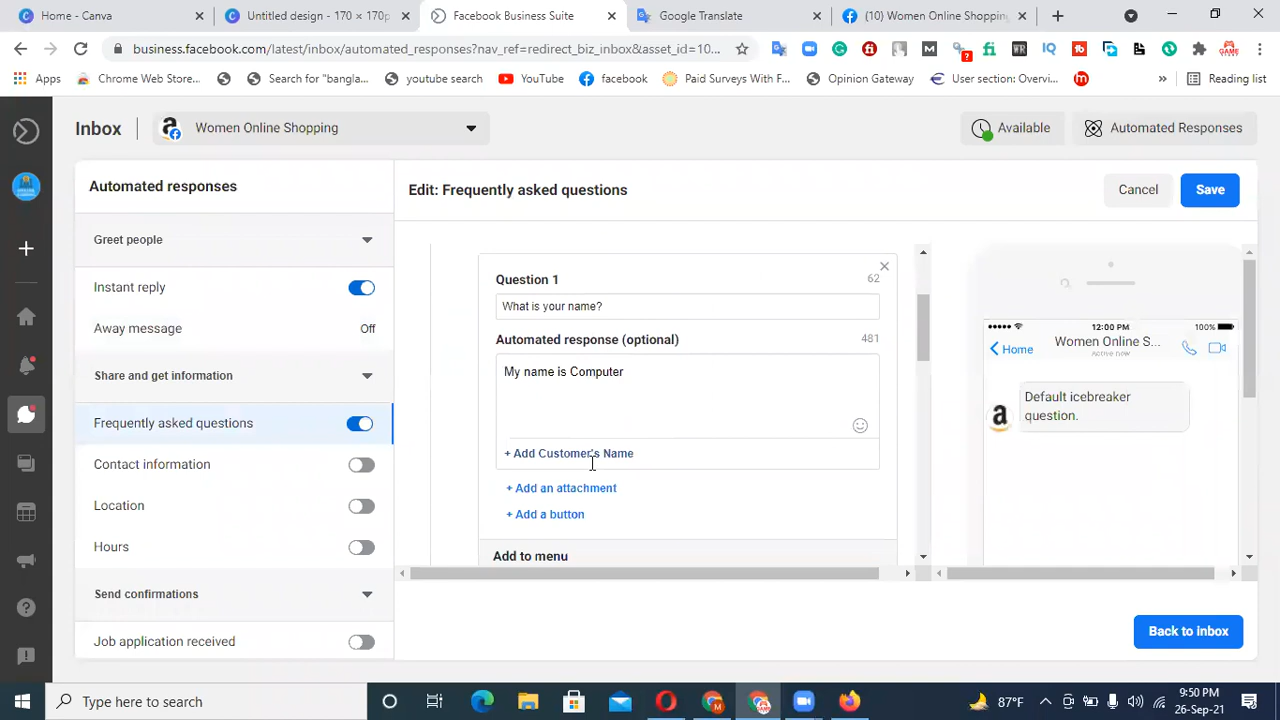 Home - Canva
Untitled design - 170 × 170p
Facebook Business Suite
Google Translate
(10) Women Online Shopping
business.facebook.com/latest/inbox/automated_responses?nav_ref=redirect_biz_inbox&asset_id=10...
Apps
Chrome Web Store...
Search for "bangla...
youtube search
YouTube
facebook
Paid Surveys With F...
Opinion Gateway
User section: Overvi...
Reading list
Inbox
Women Online Shopping
Available
Automated Responses
Automated responses
Edit: Frequently asked questions
Cancel
Save
Greet people
Instant reply
Away message
Off
Share and get information
Frequently asked questions
Contact information
Location
Hours
Send confirmations
Job application received
Question 1
62
What is your name?
Automated response (optional)
481
My name is Computer
+ Add Customer's Name
+ Add an attachment
+ Add a button
Add to menu
12:00 PM
100%
Home
Women Online S...
Active now
Default icebreaker
question.
Back to inbox
Type here to search
87°F
9:50 PM
26-Sep-21